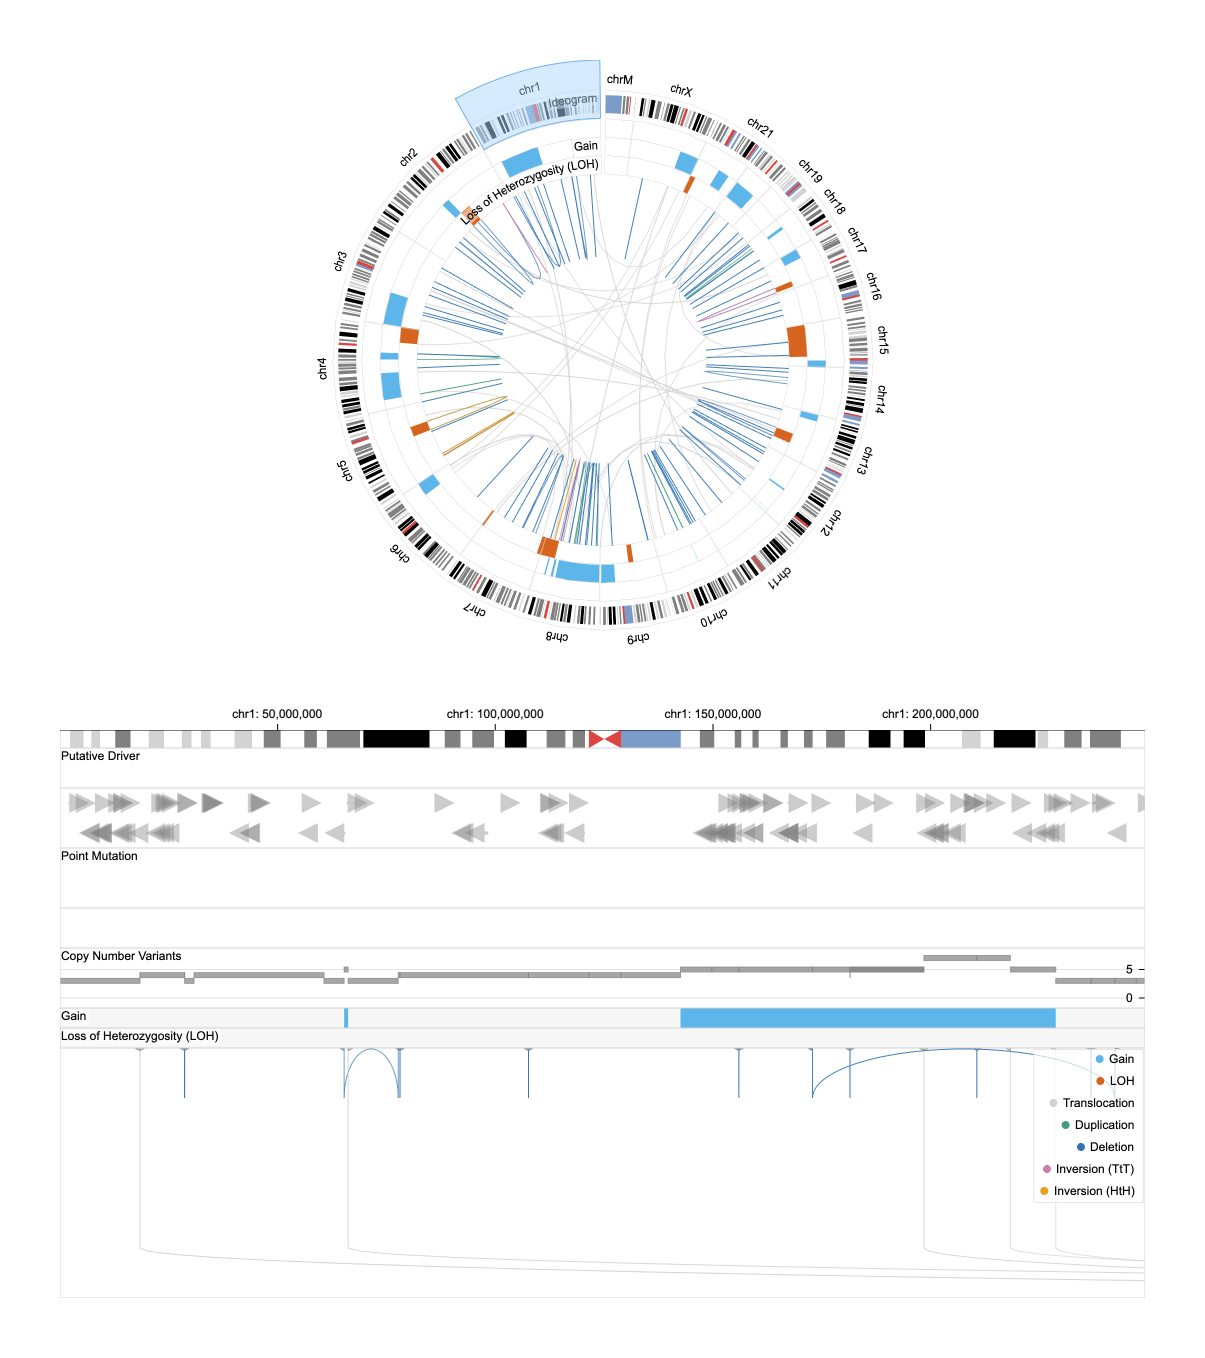 chr1
Ideogram
chrM
chrX
chr21
chr19
chr18
chr17
chr16
chr15
chr14
chr13
chr12
chr11
chr10
chr9
chr8
chr7
chr6
chr5
chr4
chr3
chr2
Gain
Loss of Heterozygosity (LOH)
chr1: 50,000,000
chr1: 100,000,000
chr1: 150,000,000
chr1: 200,000,000
Putative Driver
Point Mutation
Copy Number Variants
5
0
Gain
Loss of Heterozygosity (LOH)
Gain
LOH
Translocation
Duplication
Deletion
Inversion (TtT)
Inversion (HtH)